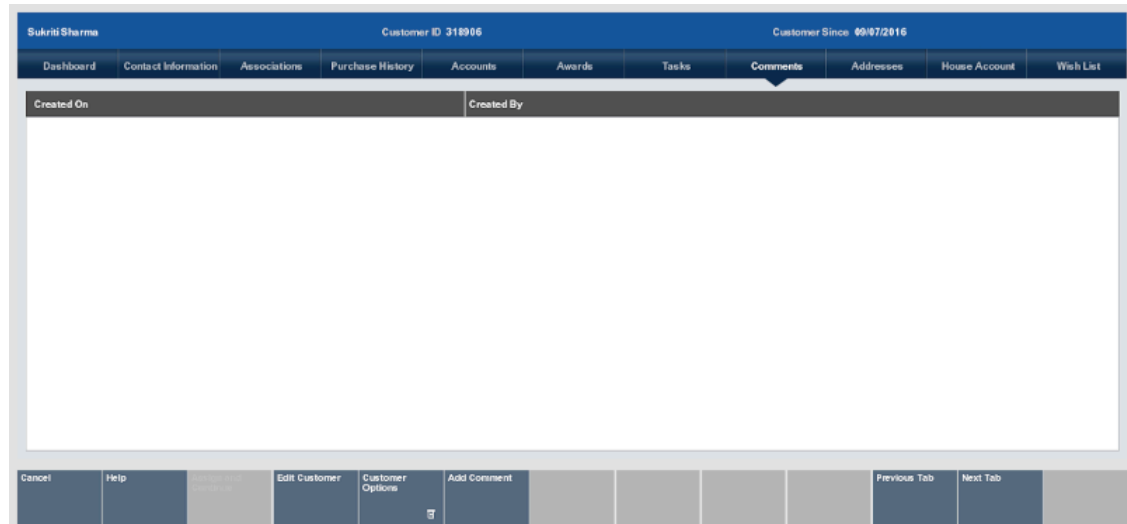 Sukriti Sharma Customer ID 318906 Customer Since 09/07/2016
Dashboard Contact Information Associations Purchase History Accounts Awards Tasks Comments Addresses House Account Wish List
Created On Created By
Cancel Help Edit Customer Customer Add Comment Previous Tab Next Tab
Options